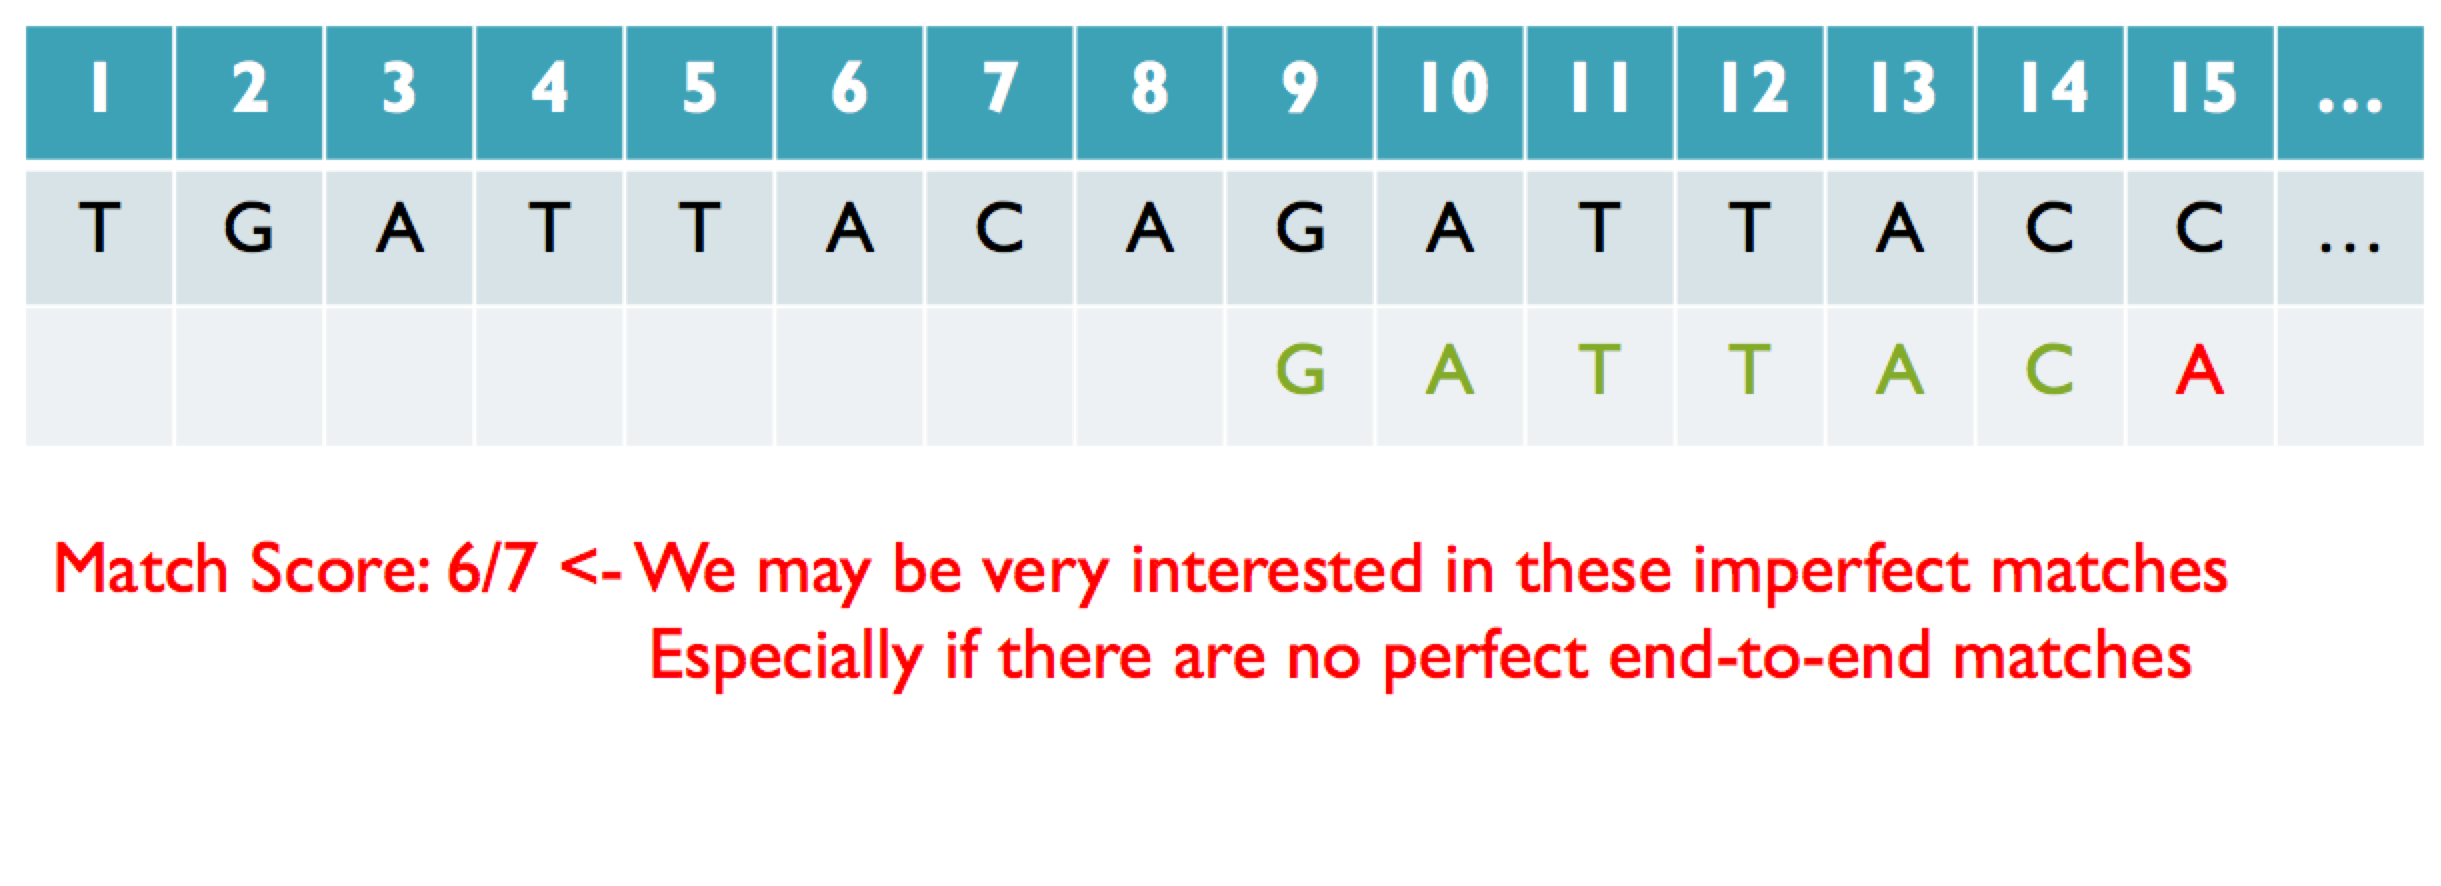 1 2 3 4 5 6 7 8 9 10 11 12 13 14 15 ...
T G A T T A C A G A T T A C C ...
G A T T A C A
Match Score: 6/7 <- We may be very interested in these imperfect matches
Especially if there are no perfect end-to-end matches